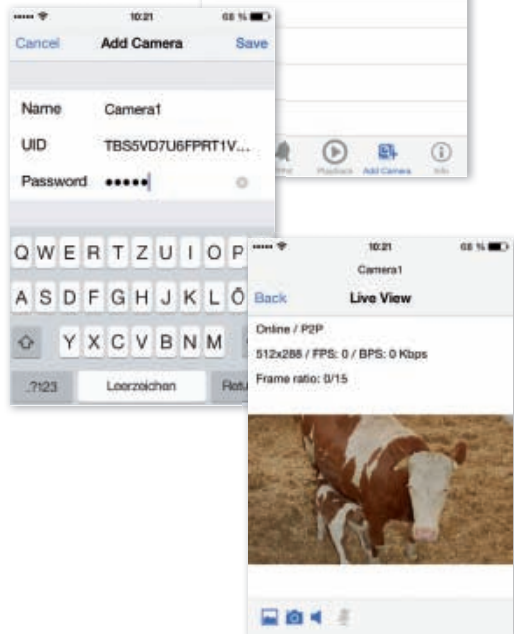 10:21
68 %
Cancel Add Camera Save
Name Camera1
UID TBS5VD7U6FPRT1V...
Password •••••
Q W E R T Z U I O P
A S D F G H J K L Ö
Y X C V B N M
.?123 Leerzeichen
Playback Add Camera Info
10:21 68 %
Camera1
Back Live View
Online / P2P
512x288 / FPS: 0 / BPS: 0 Kbps
Frame ratio: 0/15